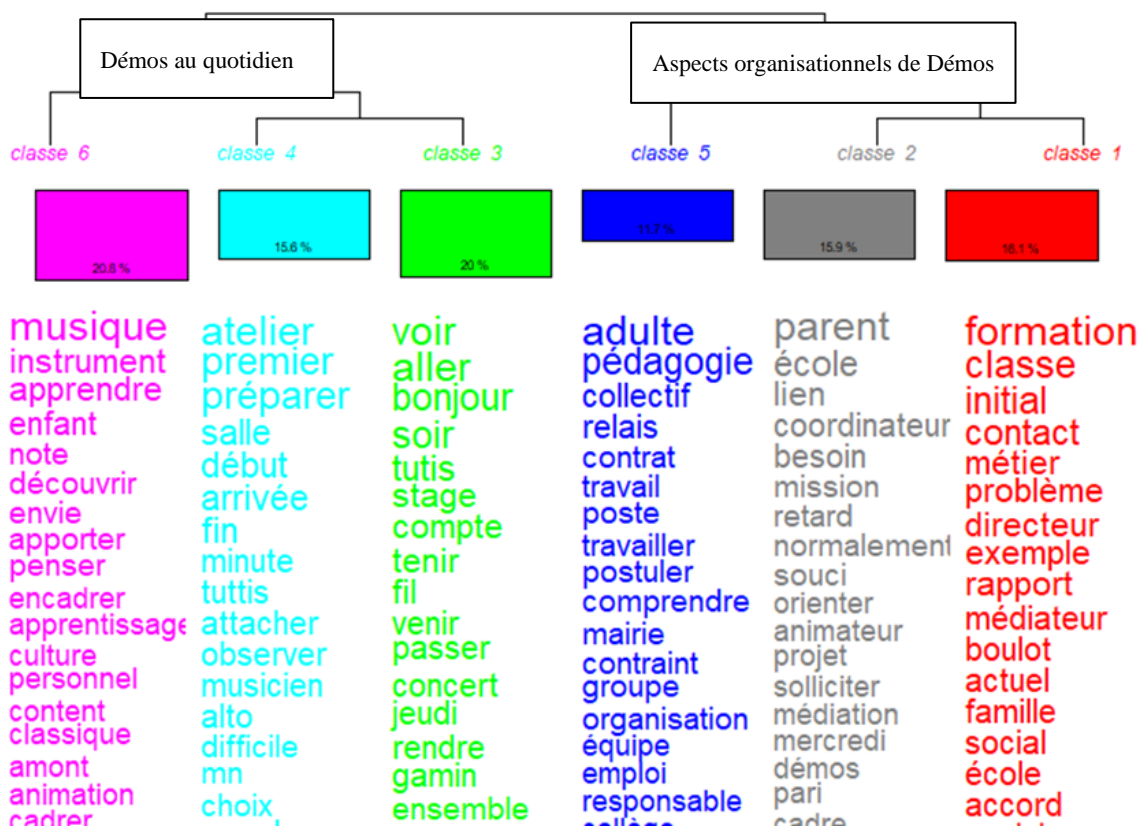 Démos au quotidien
Aspects organisationnels de Démos
classe 6
classe 4
classe 3
classe 5
classe 2
classe 1
20.8 %
15.6 %
20 %
11.7 %
15.9 %
16.1 %
musique
instrument
apprendre
enfant
note
découvrir
envie
apporter
penser
encadrer
apprentissage
culture
personnel
content
classique
amont
animation
cadrer
atelier
premier
préparer
salle
début
arrivée
fin
minute
tuttis
attacher
observer
musicien
alto
difficile
mn
choix
voir
aller
bonjour
soir
tutis
stage
compte
tenir
fil
venir
passer
concert
jeudi
rendre
gamin
ensemble
adulte
pédagogie
collectif
relais
contrat
travail
poste
travailler
postuler
comprendre
mairie
contraint
groupe
organisation
équipe
emploi
responsable
collège
parent
école
lien
coordinateur
besoin
mission
retard
normalement
souci
orienter
animateur
projet
solliciter
médiation
mercredi
démos
pari
cadre
formation
classe
initial
contact
métier
problème
directeur
exemple
rapport
médiateur
boulot
actuel
famille
social
école
accord